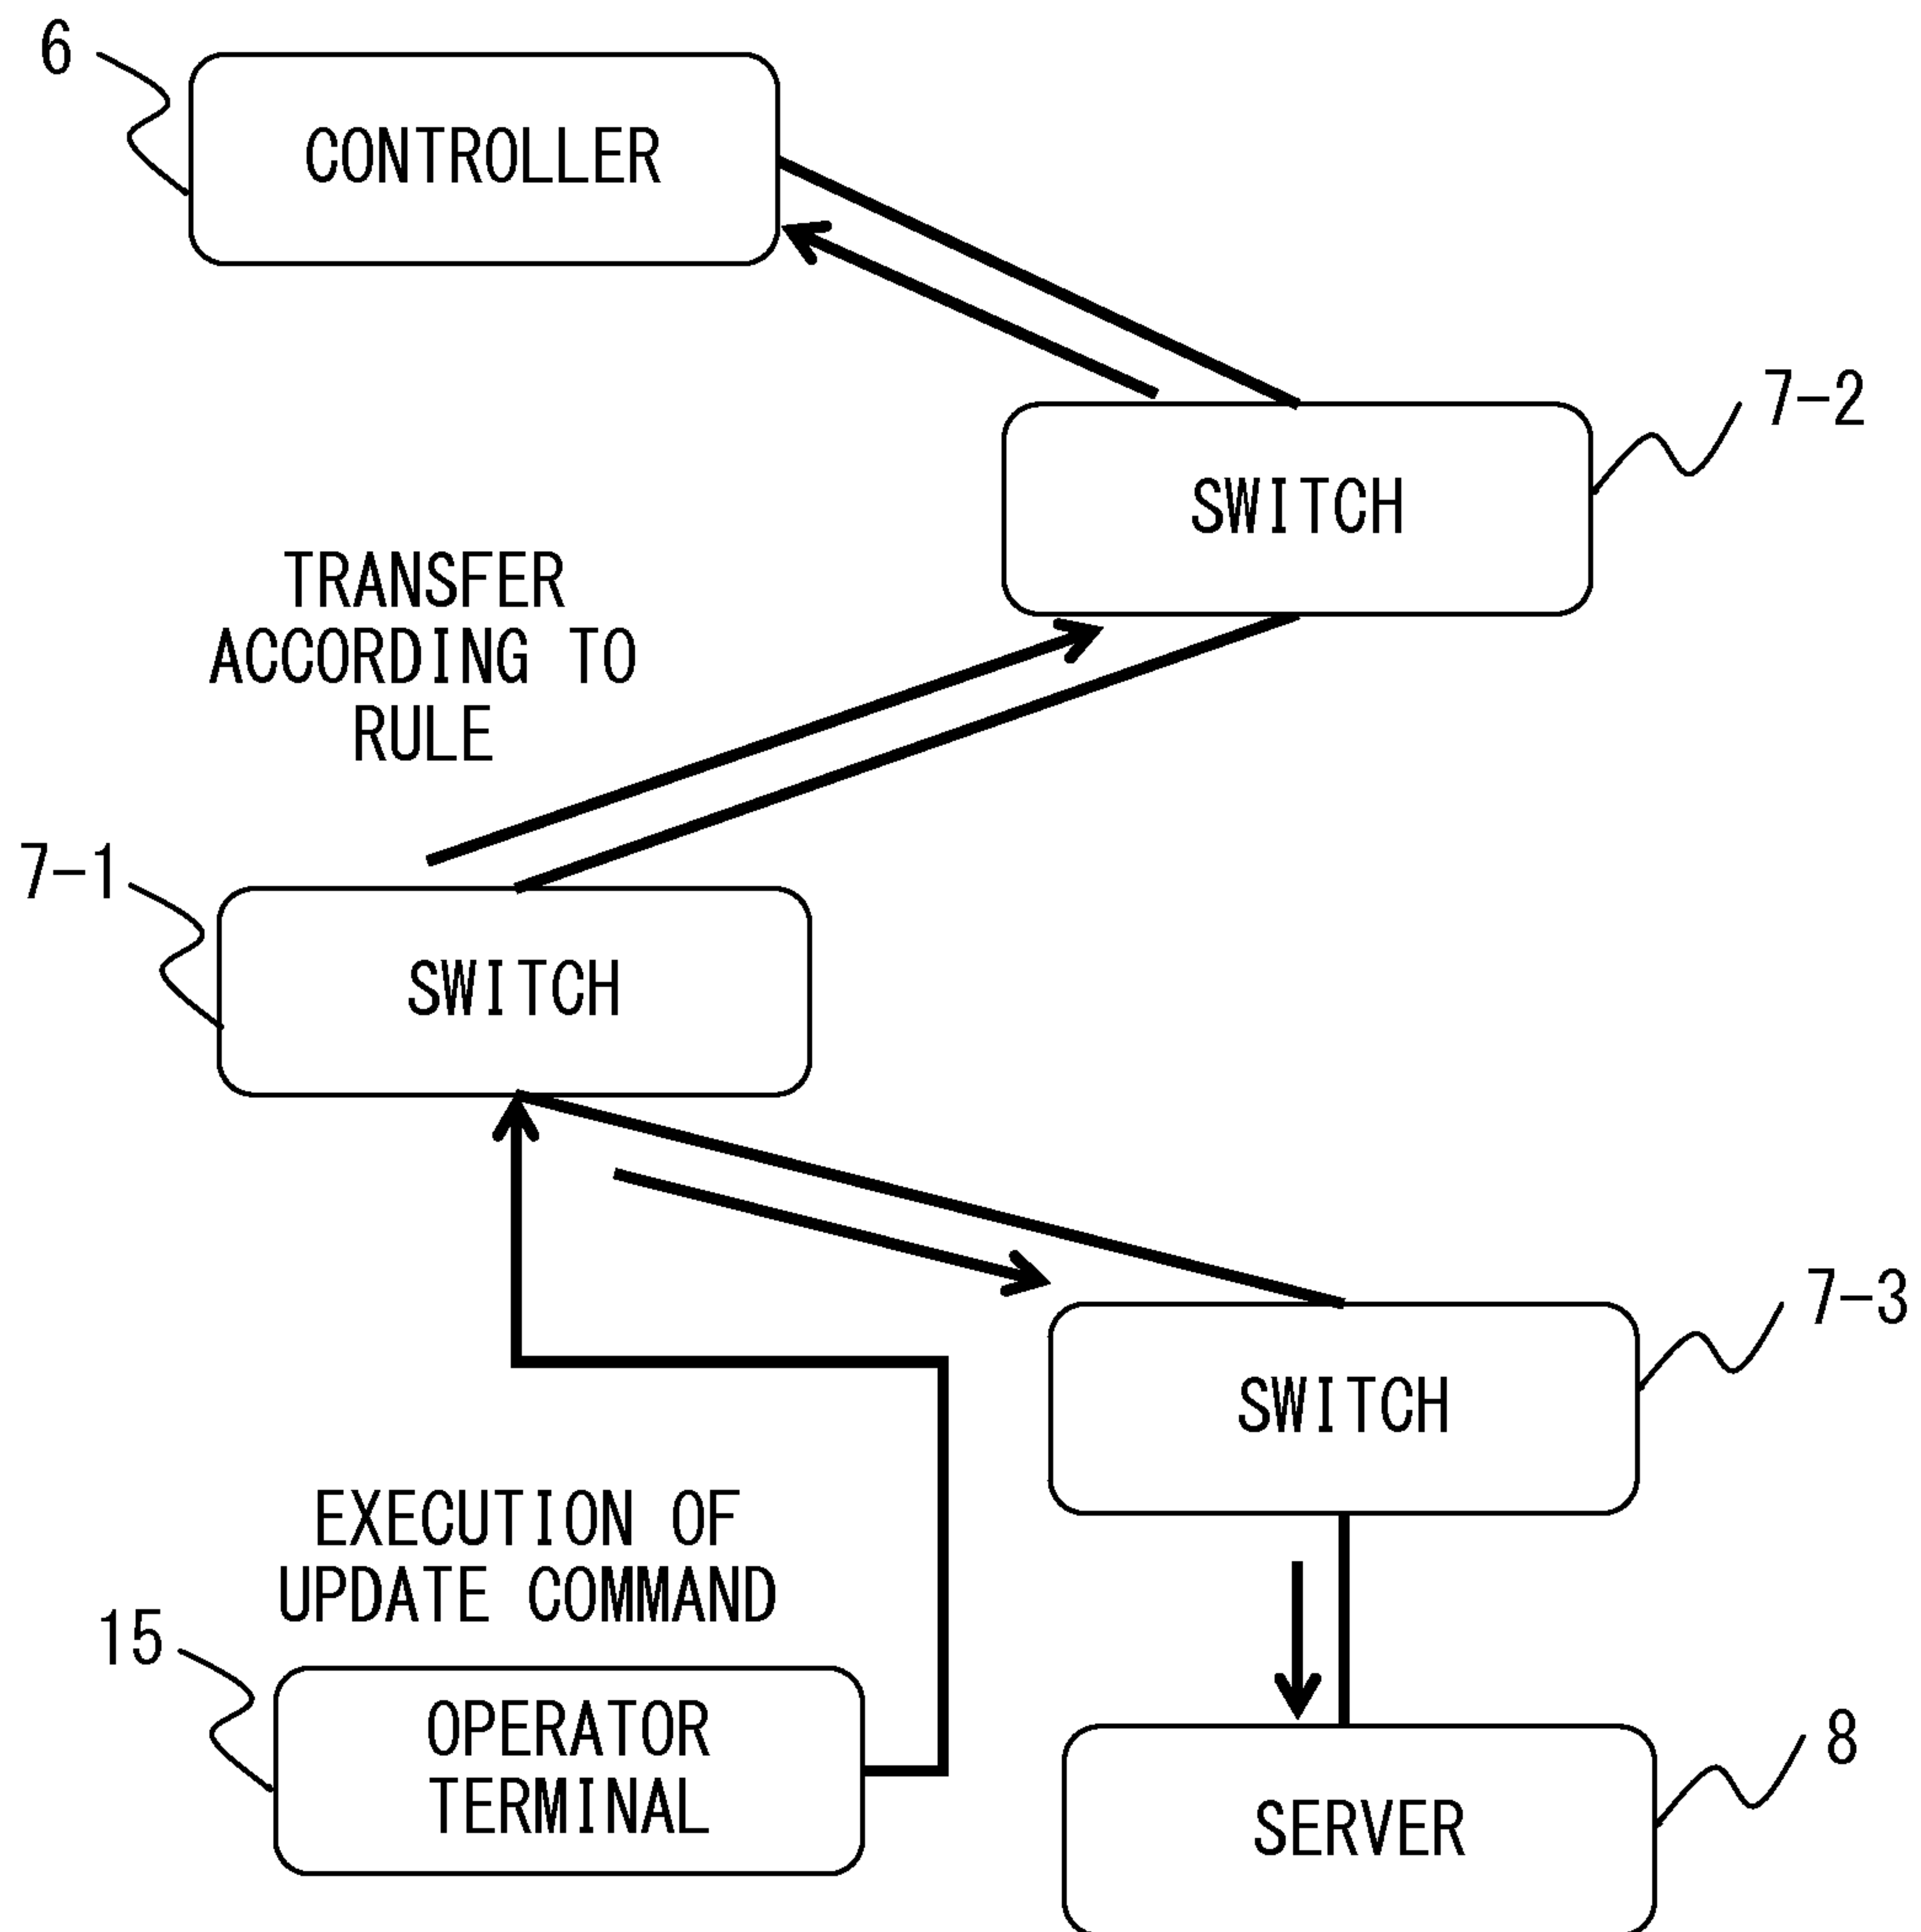 6
CONTROLLER
7-2
SWITCH
TRANSFER
ACCORDING TO
RULE
7-1
SWITCH
7-3
SWITCH
EXECUTION OF
UPDATE COMMAND
15
OPERATOR
TERMINAL
8
SERVER